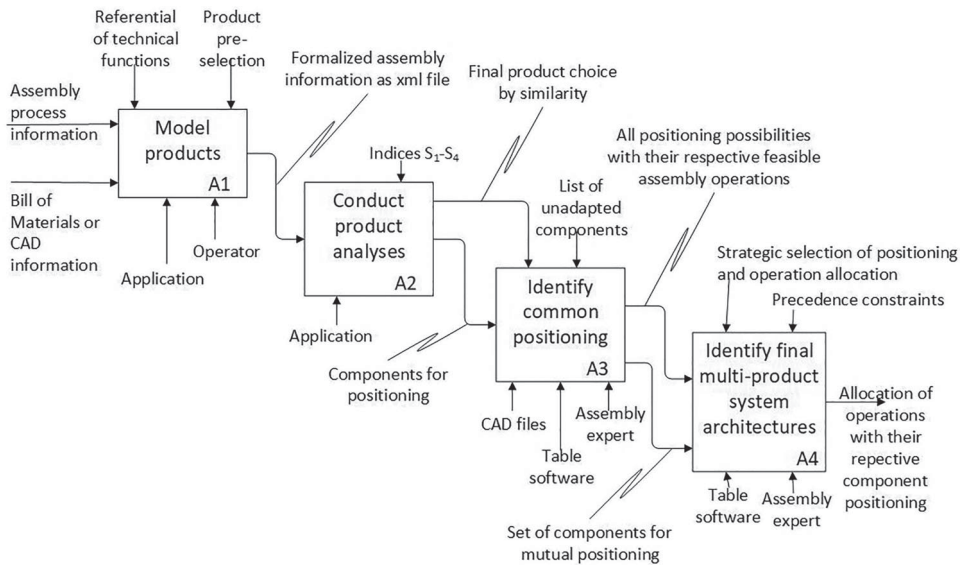 Referential
of technical
functions
Product
pre-
selection
Formalized assembly
information as xml file
Final product choice
by similarity
Assembly
process
information
Model
products
A1
Indices S₁-S₄
All positioning possibilities
with their respective feasible
assembly operations
Bill of
Materials or
CAD
information
Operator
Application
Conduct
product
analyses
A2
List of
unadapted
components
Strategic selection of positioning
and operation allocation
Application
Identify
common
positioning
A3
Precedence constraints
Components for
positioning
CAD files
Table
software
Assembly
expert
Identify final
multi-product
system
architectures
A4
Allocation of
operations
with their
repective
component
positioning
Table
software
Assembly
expert
Set of components for
mutual positioning